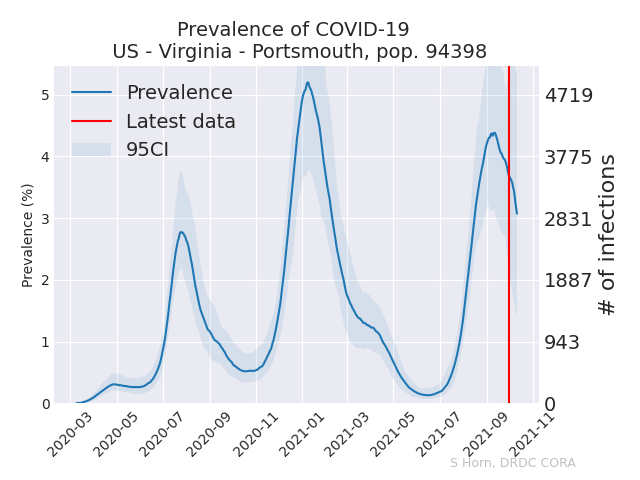 Prevalence of COVID-19
US - Virginia - Portsmouth, pop. 94398
Prevalence
Latest data
95CI
Prevalence (%)
5
4
3
2
1
0
4719
3775
2831
1887
943
0
# of infections
2020-03
2020-05
2020-07
2020-09
2020-11
2021-01
2021-03
2021-05
2021-07
2021-09
2021-11
S Horn, DRDC CORA